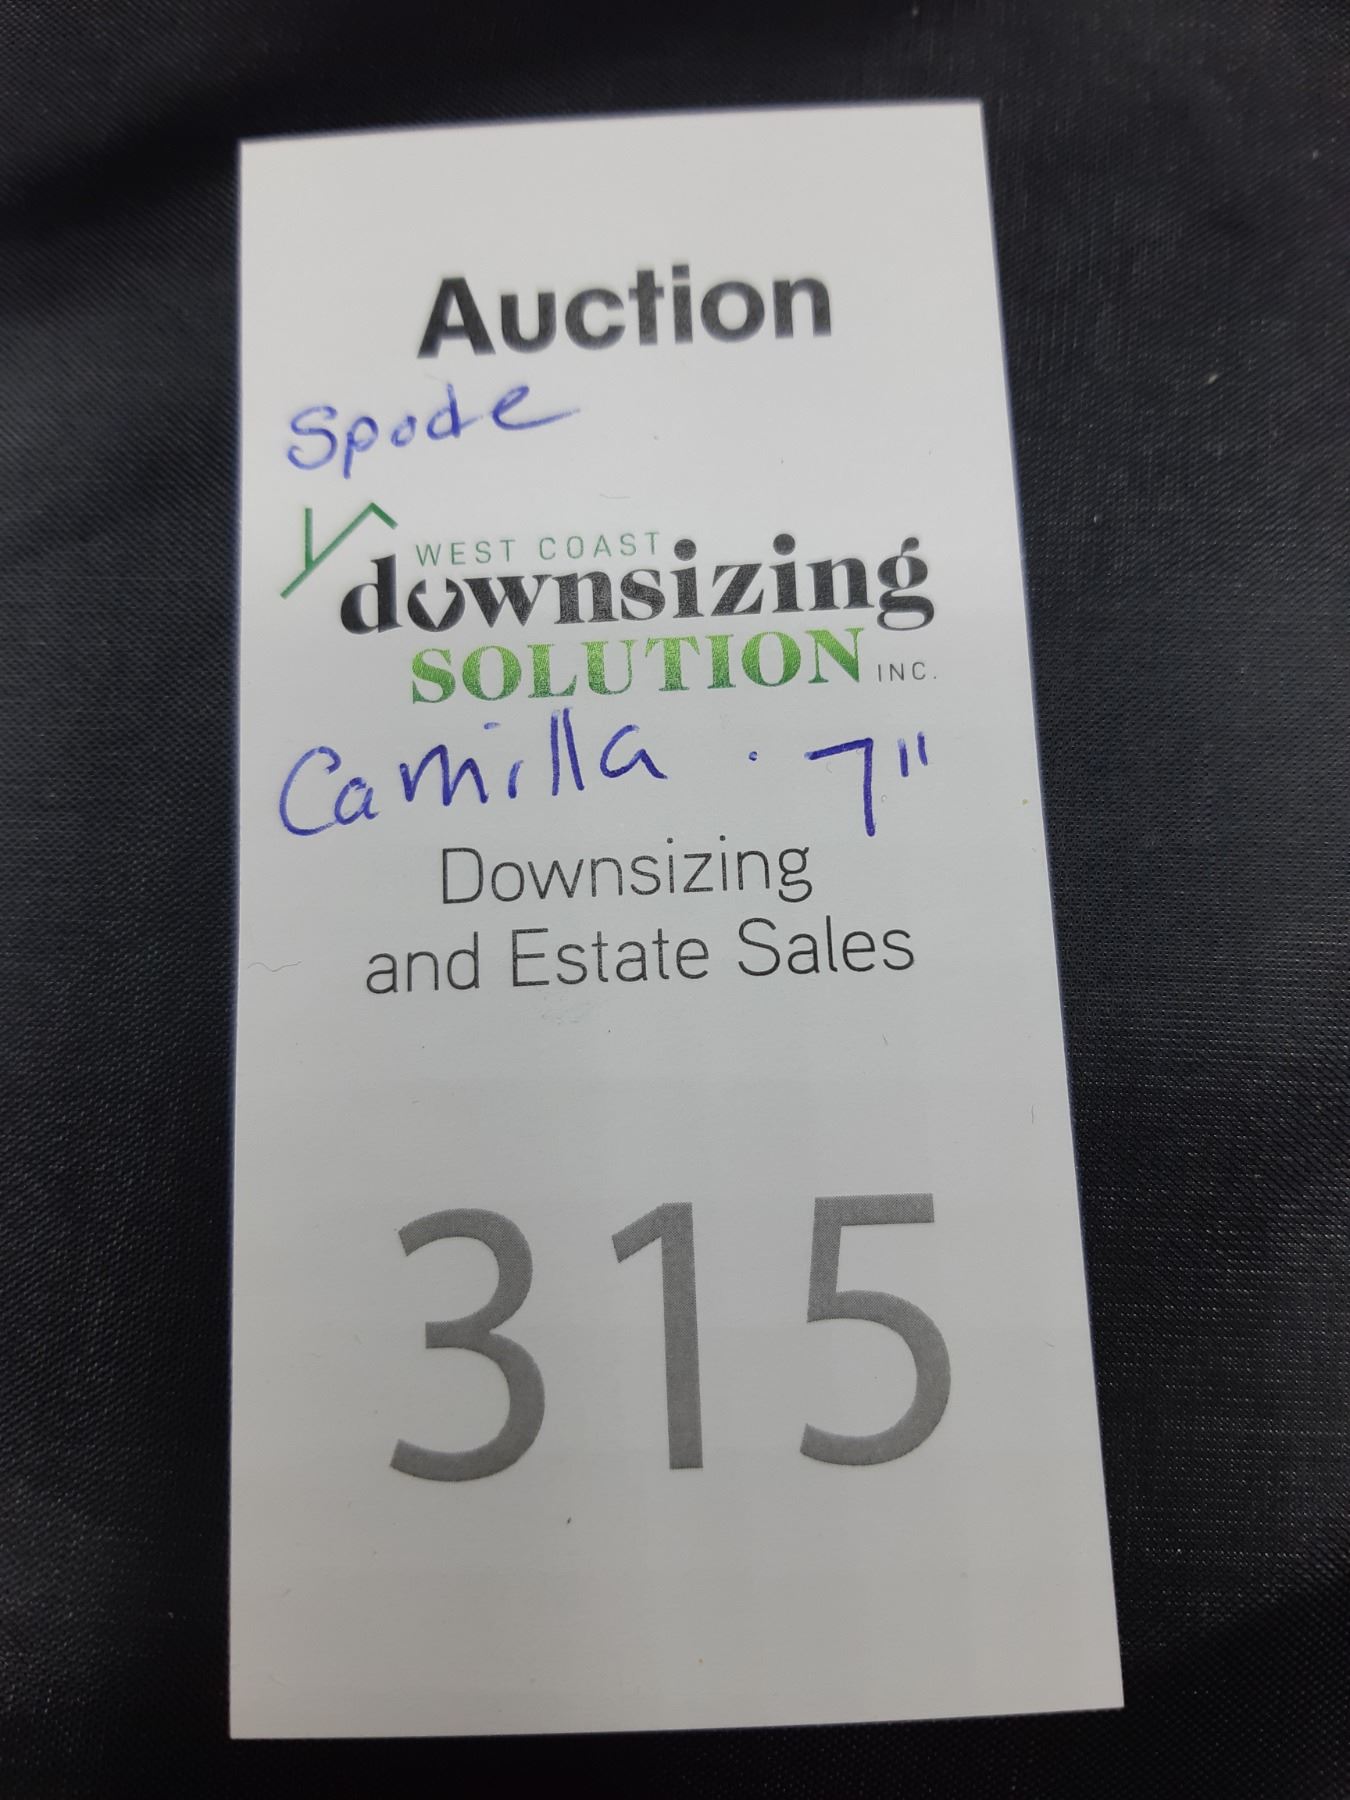 Auction
Spode
WEST COAST
downsizing
SOLUTION INC.
Camilla . 7"
Downsizing
and Estate Sales
315